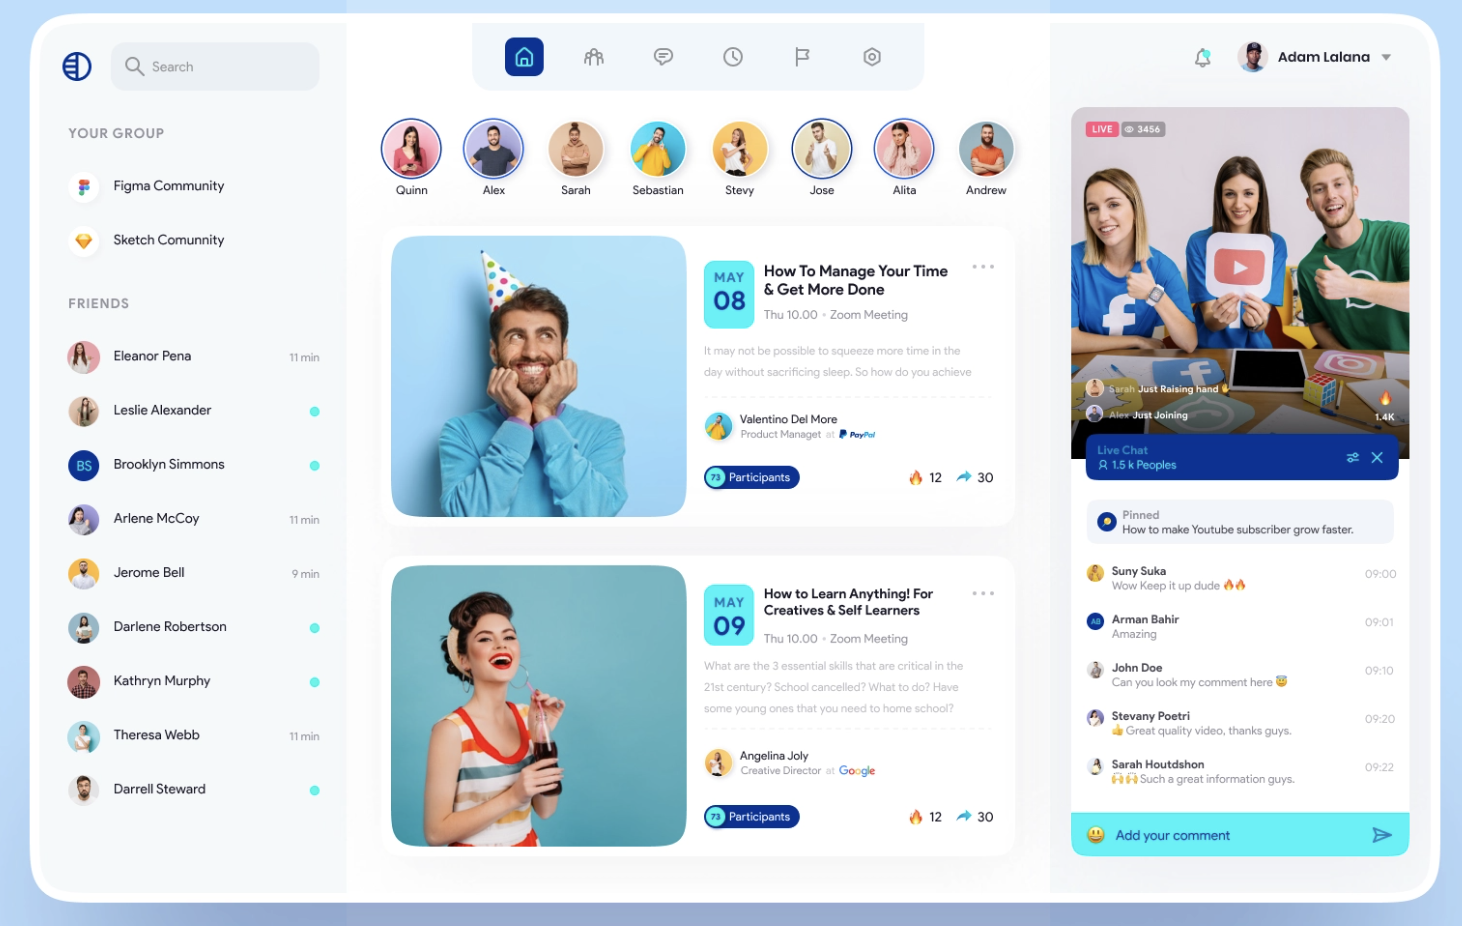 Search
YOUR GROUP
Figma Community
Sketch Comunnity
FRIENDS
Eleanor Pena
11 min
Leslie Alexander
BS
Brooklyn Simmons
Arlene McCoy
11 min
Jerome Bell
9 min
Darlene Robertson
Kathryn Murphy
Theresa Webb
11 min
Darrell Steward
Quinn
Alex
Sarah
Sebastian
Stevy
Jose
Alita
Andrew
MAY
08
How To Manage Your Time
& Get More Done
Thu 10.00 • Zoom Meeting
It may not be possible to squeeze more time in the
day without sacrificing sleep. So how do you achieve
Valentino Del More
Product Managet at PayPal
73 Participants
🔥 12
30
MAY
09
How to Learn Anything! For
Creatives & Self Learners
Thu 10.00 • Zoom Meeting
What are the 3 essential skills that are critical in the
21st century? School cancelled? What to do? Have
some young ones that you need to home school?
Angelina Joly
Creative Director at Google
73 Participants
🔥 12
30
Adam Lalana
LIVE
3456
Sarah Just Raising hand
Alex Just Joining
🔥
1.4K
Live Chat
1.5 k Peoples
Pinned
How to make Youtube subscriber grow faster.
Suny Suka
09:00
Wow Keep it up dude 🔥🔥
AB
Arman Bahir
09:01
Amazing
John Doe
09:10
Can you look my comment here 😇
Stevany Poetri
09:20
👍 Great quality video, thanks guys.
Sarah Houtdshon
09:22
🙌🙌 Such a great information guys.
😃 Add your comment